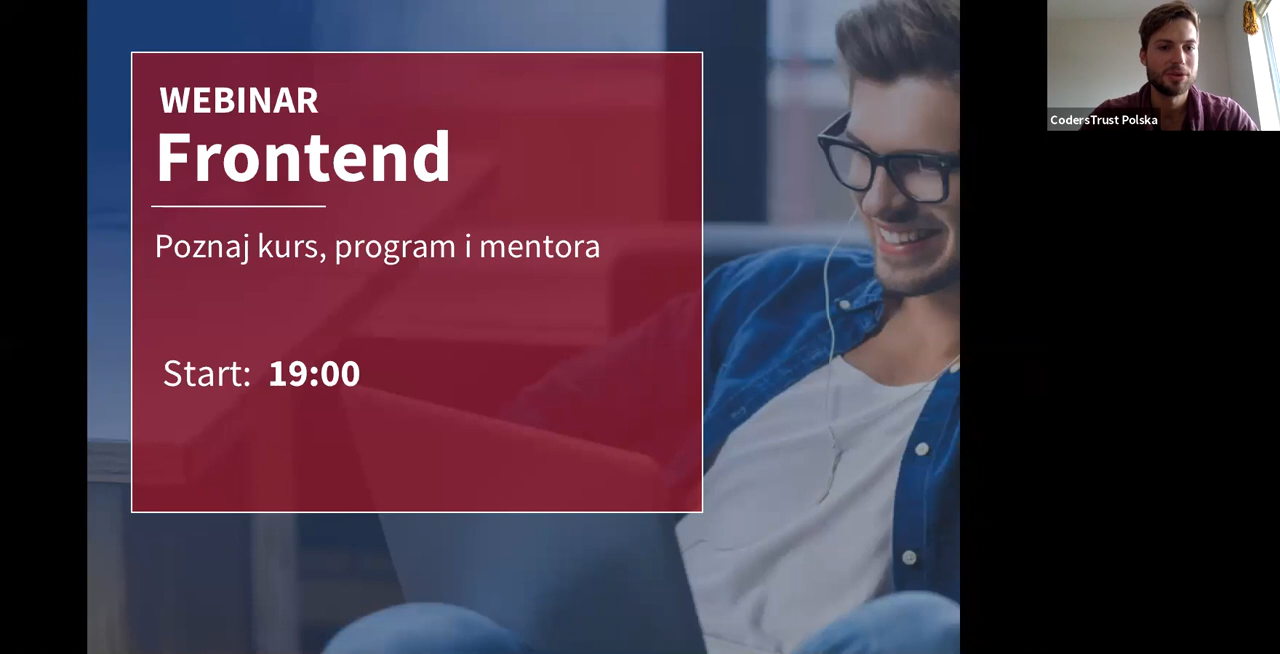 WEBINAR
Frontend
Poznaj kurs, program i mentora
Start: 19:00
CodersTrust Polska